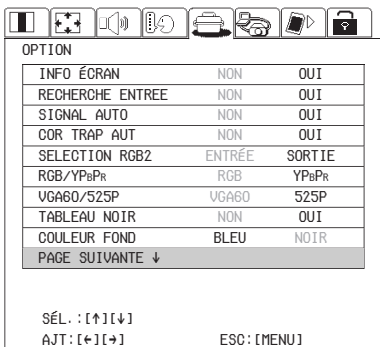 OPTION
INFO ÉCRAN NON OUI
RECHERCHE ENTREE NON OUI
SIGNAL AUTO NON OUI
COR TRAP AUT NON OUI
SELECTION RGB2 ENTRÉE SORTIE
RGB/YPBPR RGB YPBPR
VGA60/525P VGA60 525P
TABLEAU NOIR NON OUI
COULEUR FOND BLEU NOIR
PAGE SUIVANTE ↓
SÉL.:[↑][↓]
AJT:[←][→] ESC:[MENU]